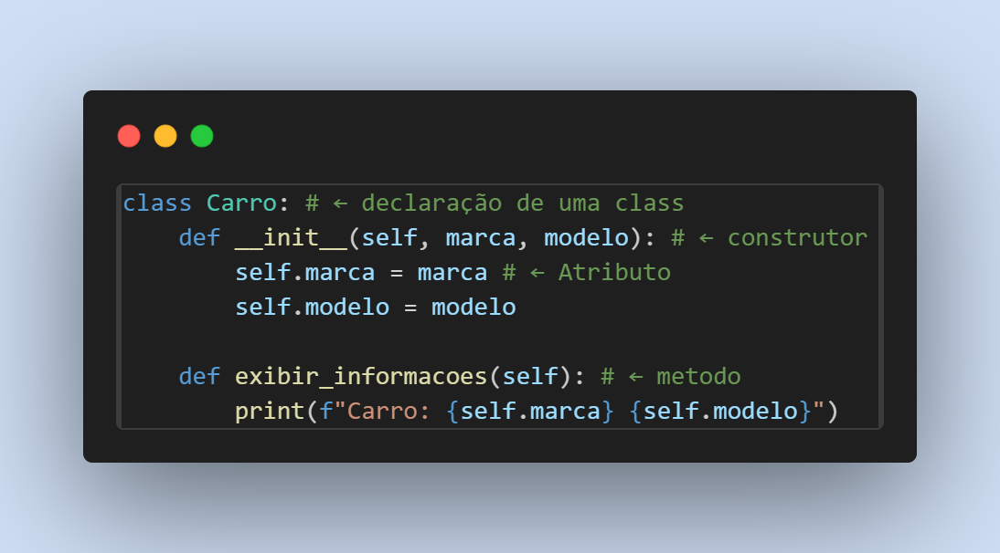 class Carro: # ← declaração de uma class
    def __init__(self, marca, modelo): # ← construtor
        self.marca = marca # ← Atributo
        self.modelo = modelo

    def exibir_informacoes(self): # ← metodo
        print(f"Carro: {self.marca} {self.modelo}")